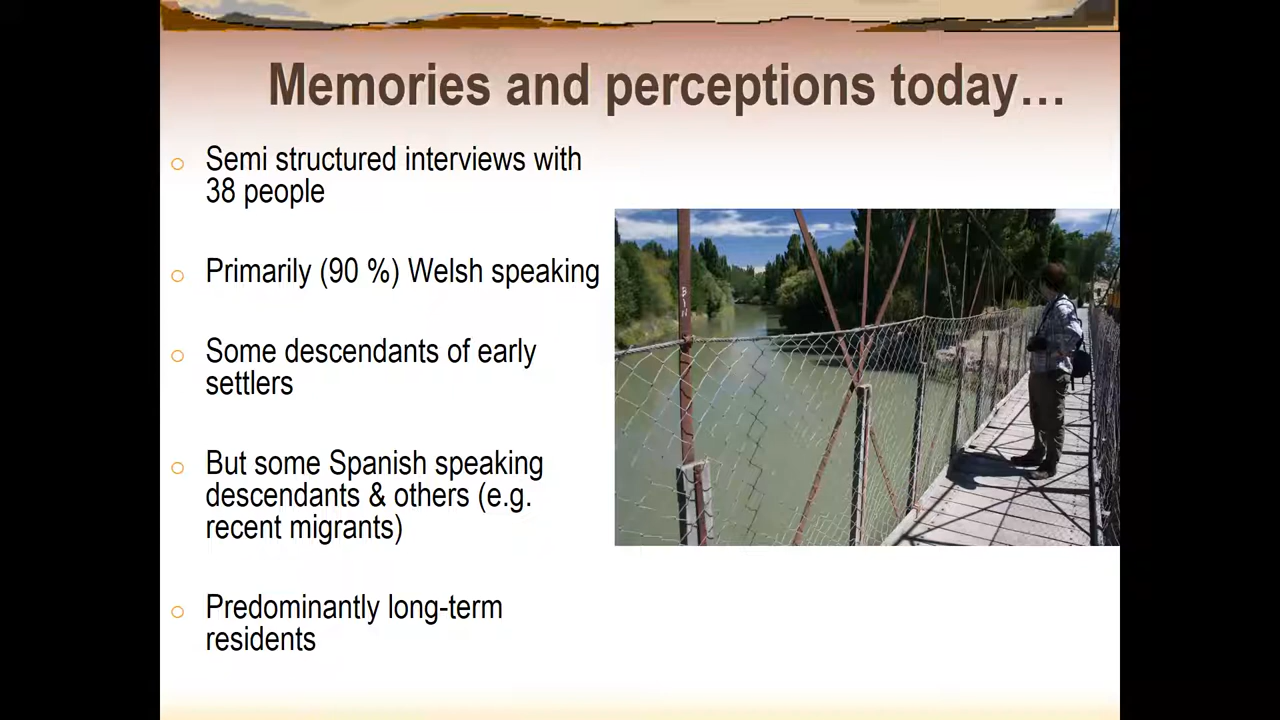 Memories and perceptions today…
Semi structured interviews with
38 people
Primarily (90 %) Welsh speaking
Some descendants of early
settlers
But some Spanish speaking
descendants & others (e.g.
recent migrants)
Predominantly long-term
residents